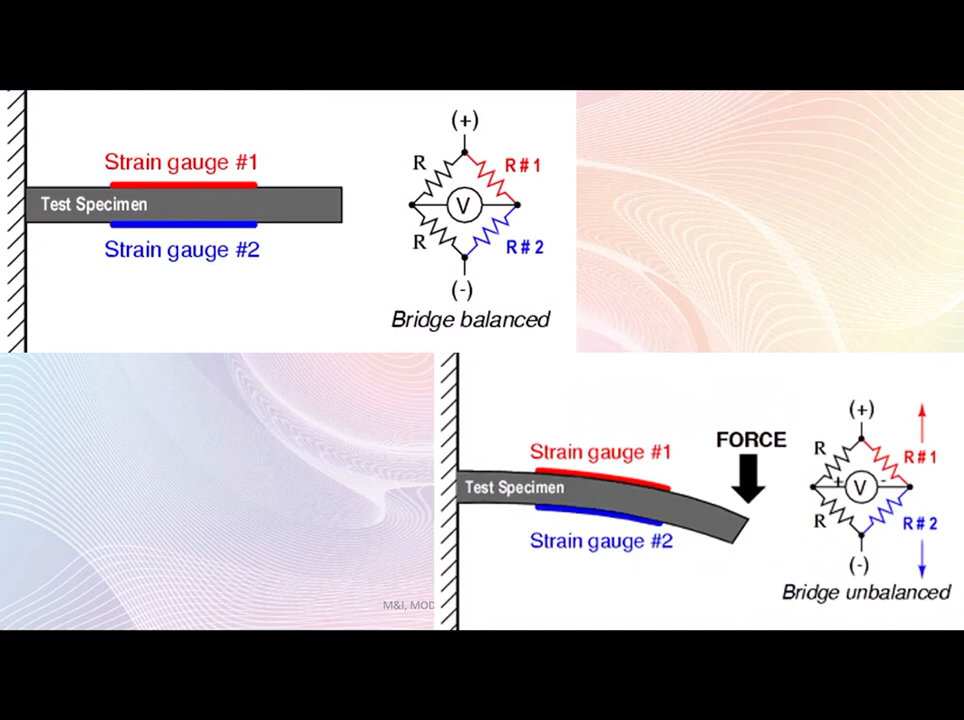 (+)
Strain gauge #1
R
R # 1
Test Specimen
V
Strain gauge #2
R
R # 2
(-)
Bridge balanced
(+)
FORCE
Strain gauge #1
R
R # 1
Test Specimen
+
V
-
R
R # 2
Strain gauge #2
(-)
Bridge unbalanced
M&I, MOD